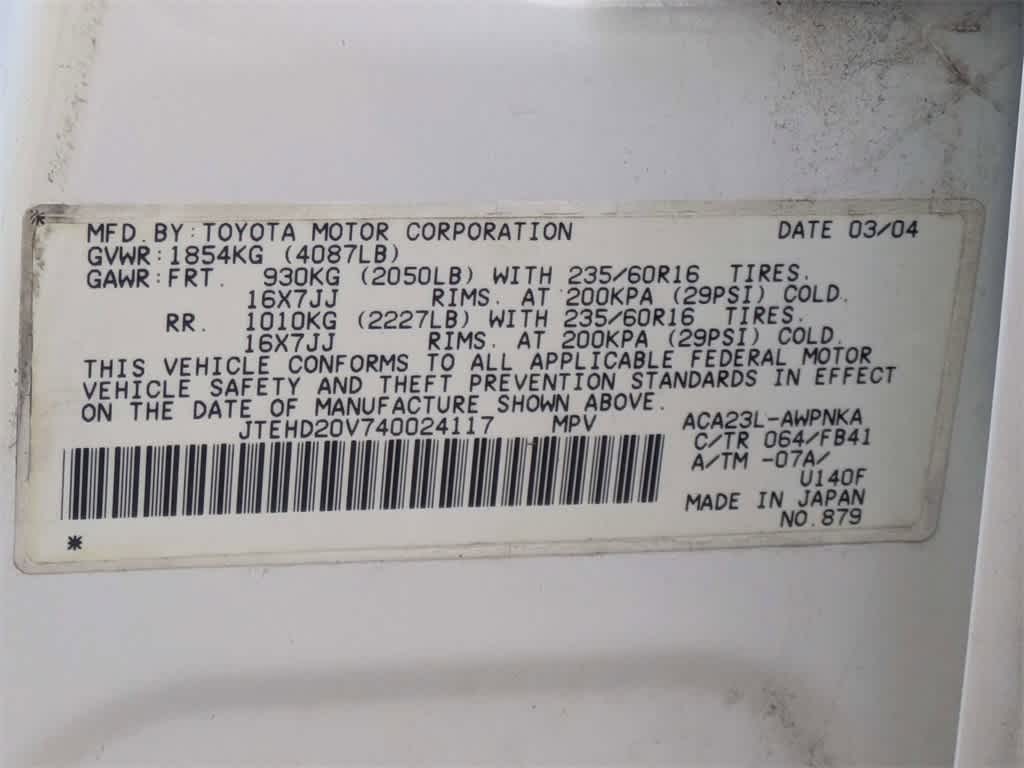 MFD. BY: TOYOTA MOTOR CORPORATION DATE 03/04
GVWR: 1854KG (4087LB)
GAWR: FRT. 930KG (2050LB) WITH 235/60R16 TIRES.
16X7JJ RIMS. AT 200KPA (29PSI) COLD.
RR. 1010KG (2227LB) WITH 235/60R16 TIRES.
16X7JJ RIMS. AT 200KPA (29PSI) COLD.
THIS VEHICLE CONFORMS TO ALL APPLICABLE FEDERAL MOTOR
VEHICLE SAFETY AND THEFT PREVENTION STANDARDS IN EFFECT
ON THE DATE OF MANUFACTURE SHOWN ABOVE.
JTEHD20V740024117 MPV ACA23L-AWPNKA
C/TR 064/FB41
A/TM -07A/
U140F
MADE IN JAPAN
NO. 879